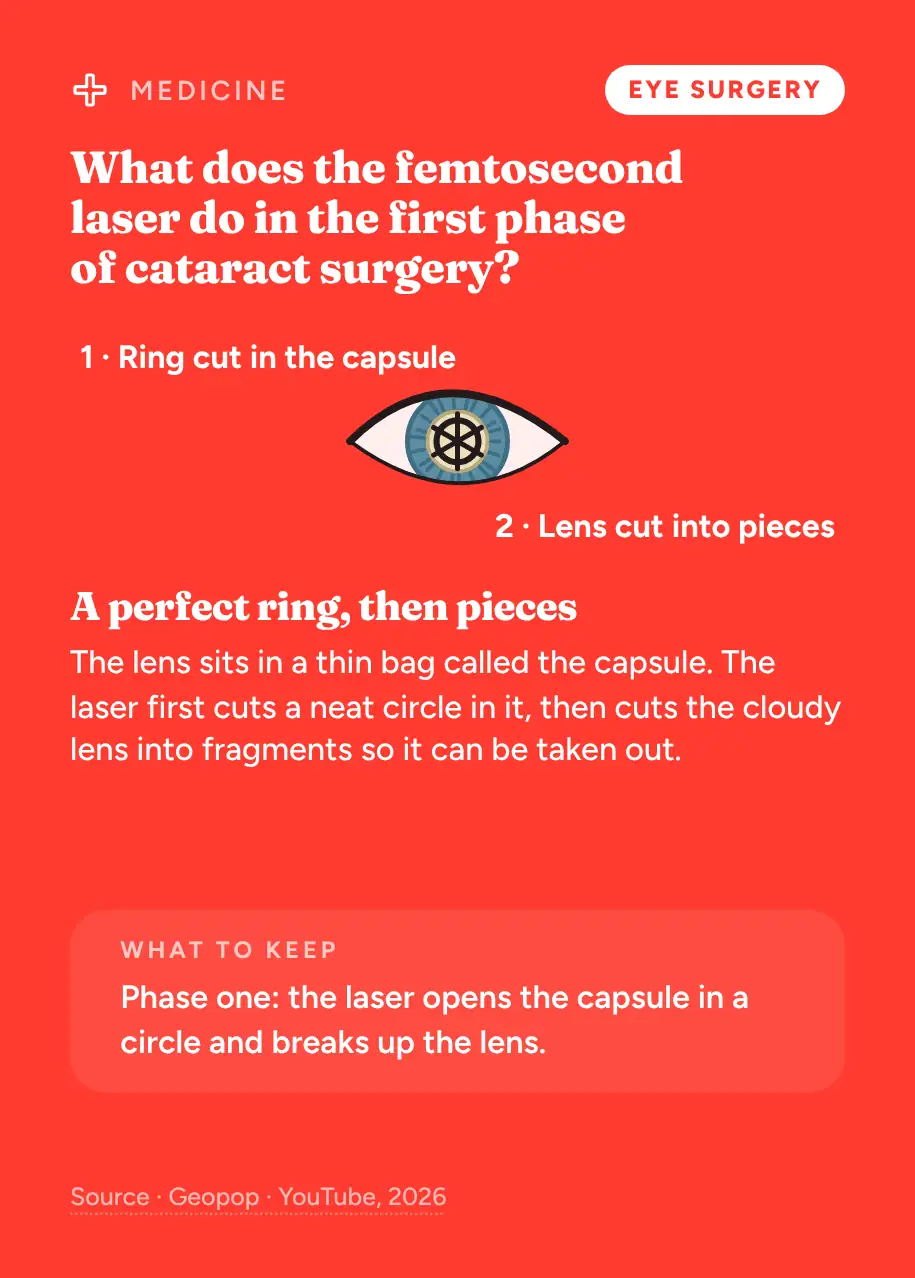 MEDICINE
EYE SURGERY
What does the femtosecond
laser do in the first phase
of cataract surgery?
1 · Ring cut in the capsule
2 · Lens cut into pieces
A perfect ring, then pieces
The lens sits in a thin bag called the capsule. The
laser first cuts a neat circle in it, then cuts the cloudy
lens into fragments so it can be taken out.
WHAT TO KEEP
Phase one: the laser opens the capsule in a
circle and breaks up the lens.
Source · Geopop · YouTube, 2026